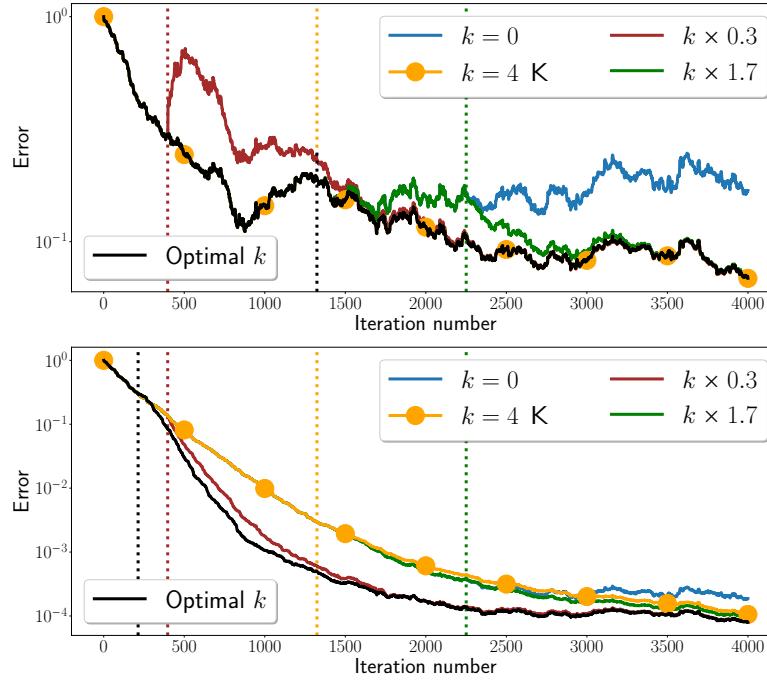 10^0
10^{-1}
Error
k = 0
k × 0.3
k = 4 K
k × 1.7
Optimal k
0 500 1000 1500 2000 2500 3000 3500 4000
Iteration number
10^0
10^{-1}
10^{-2}
10^{-3}
10^{-4}
Error
k = 0
k × 0.3
k = 4 K
k × 1.7
Optimal k
0 500 1000 1500 2000 2500 3000 3500 4000
Iteration number